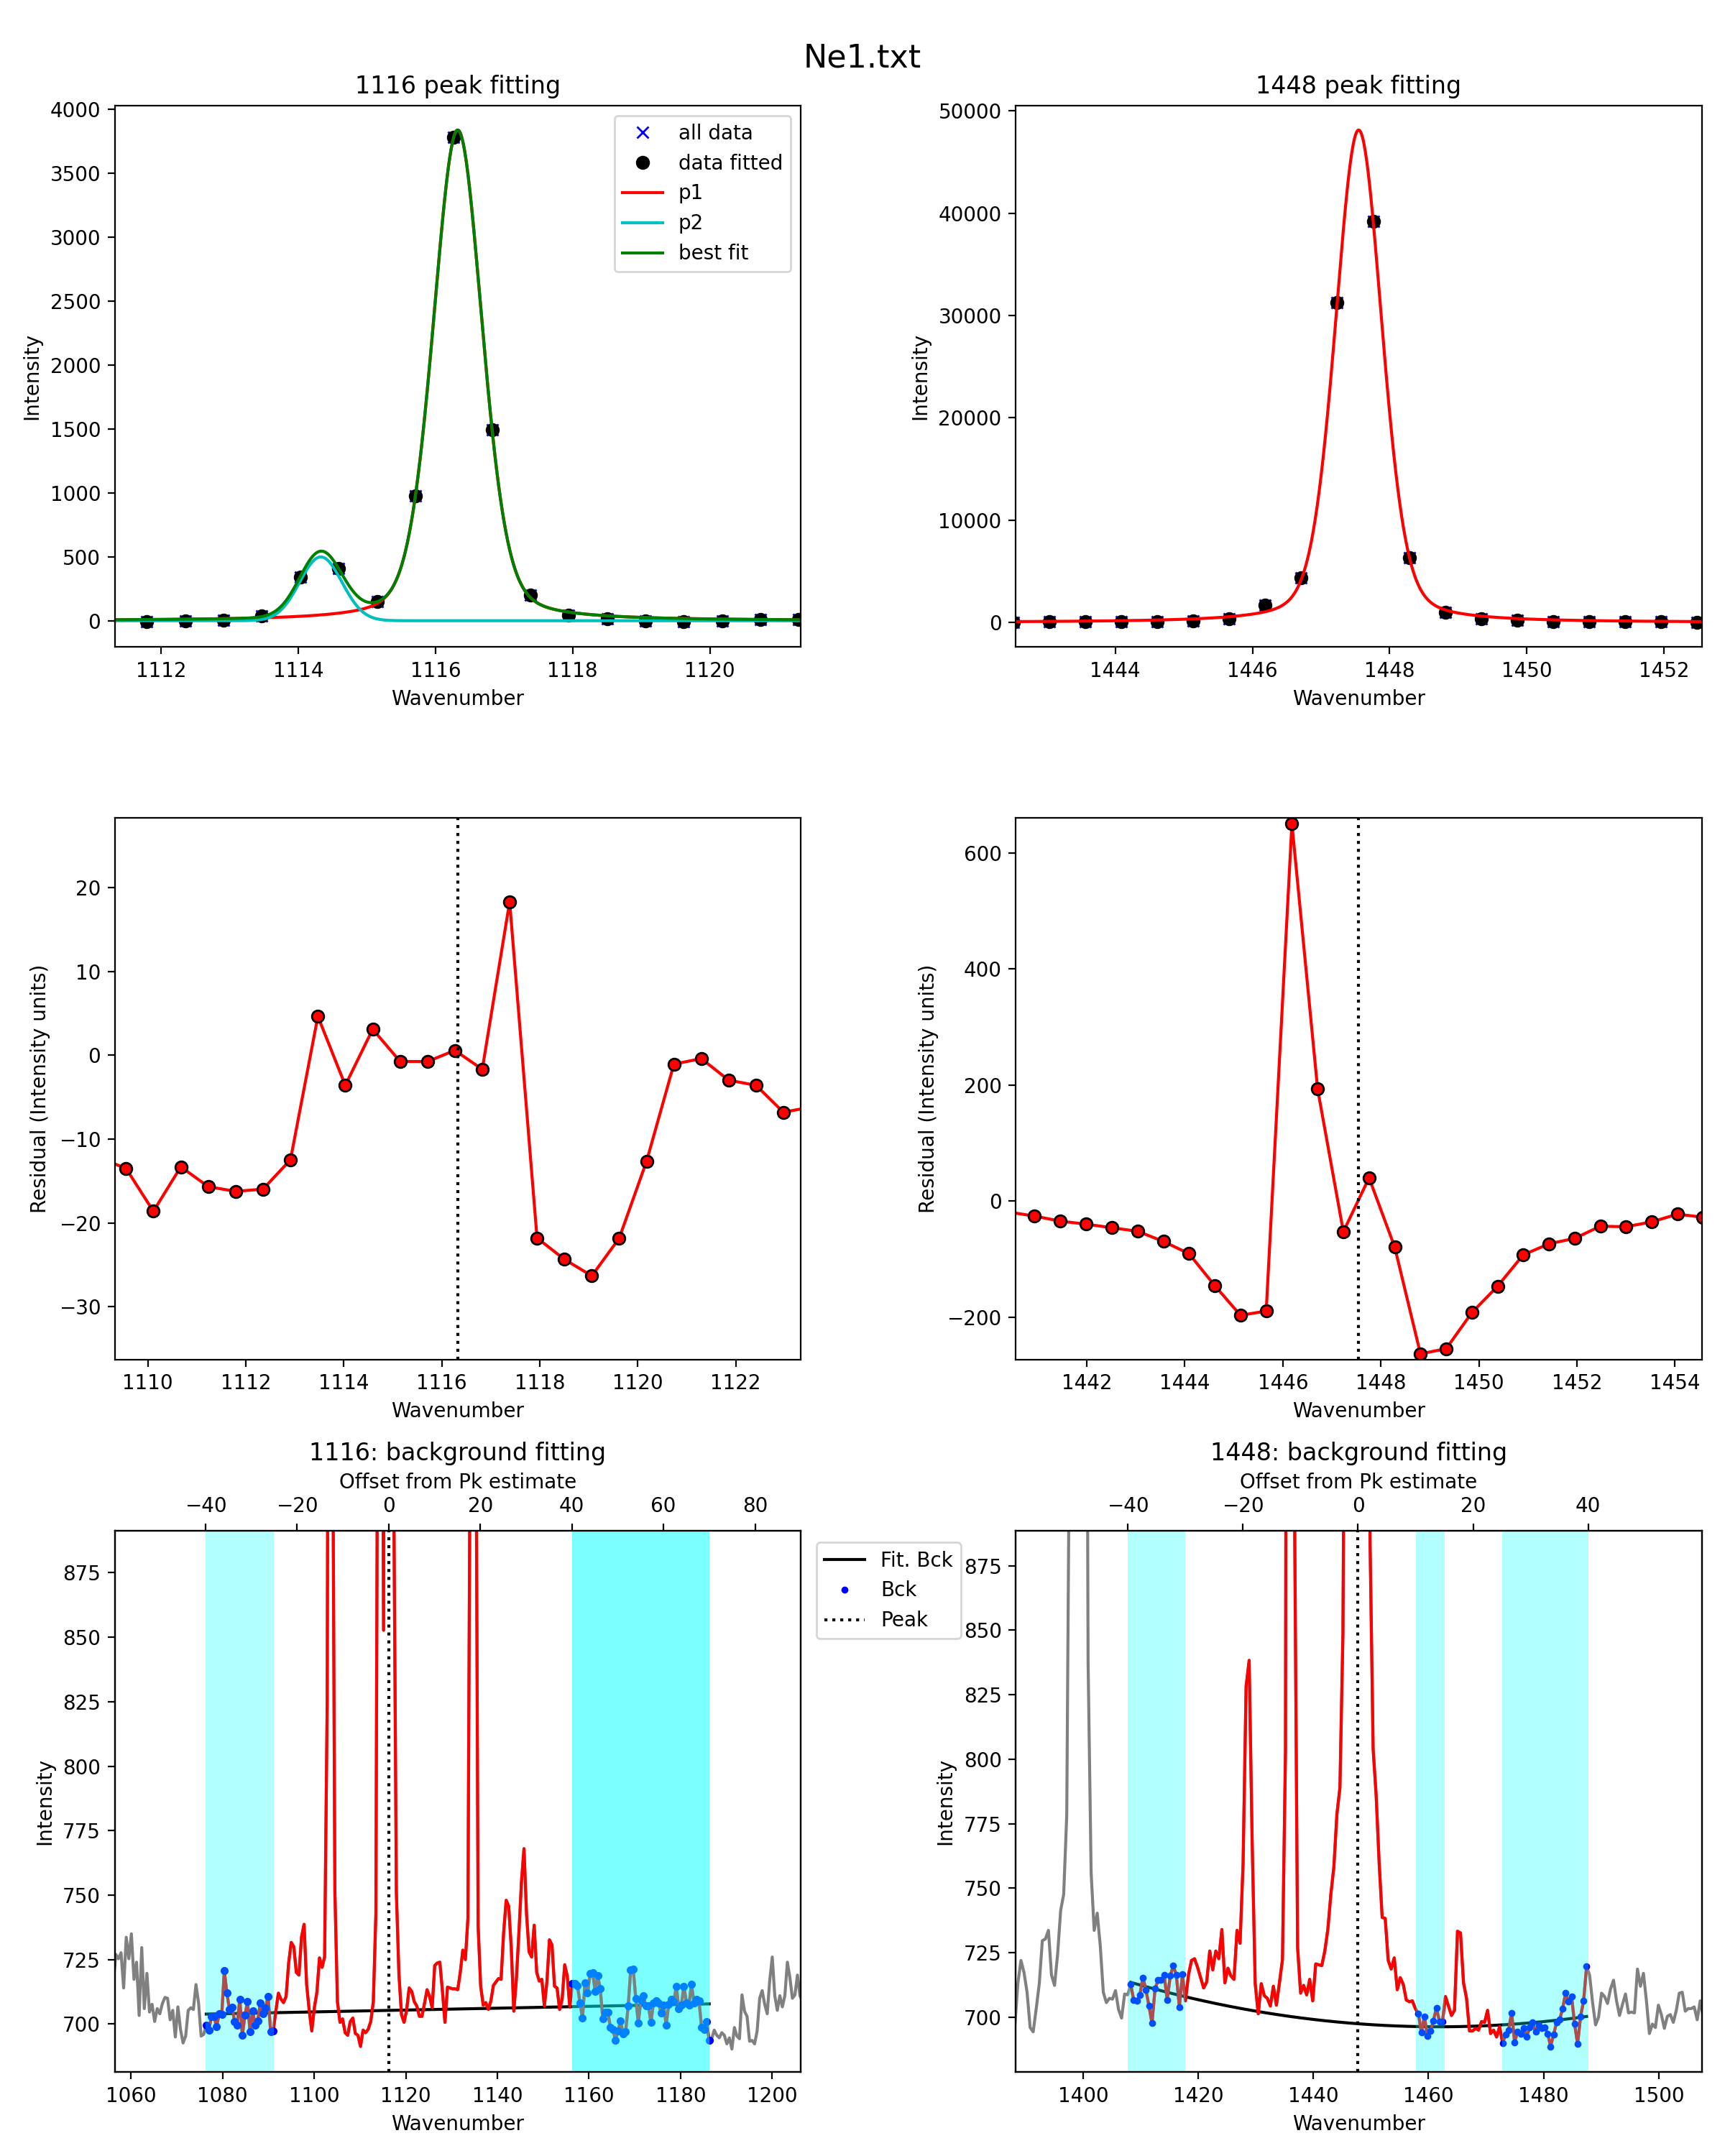 Ne1.txt
1116 peak fitting
4000
3500
3000
2500
2000
1500
1000
500
0
Intensity
all data
data fitted
p1
p2
best fit
1112 1114 1116 1118 1120
Wavenumber
1448 peak fitting
50000
40000
30000
20000
10000
0
Intensity
1444 1446 1448 1450 1452
Wavenumber
20
10
0
−10
−20
−30
Residual (Intensity units)
1110 1112 1114 1116 1118 1120 1122
Wavenumber
600
400
200
0
−200
Residual (Intensity units)
1442 1444 1446 1448 1450 1452 1454
Wavenumber
1116: background fitting
Offset from Pk estimate
−40 −20 0 20 40 60 80
875
850
825
800
775
750
725
700
Intensity
1060 1080 1100 1120 1140 1160 1180 1200
Wavenumber
Fit. Bck
Bck
Peak
1448: background fitting
Offset from Pk estimate
−40 −20 0 20 40
875
850
825
800
775
750
725
700
Intensity
1400 1420 1440 1460 1480 1500
Wavenumber